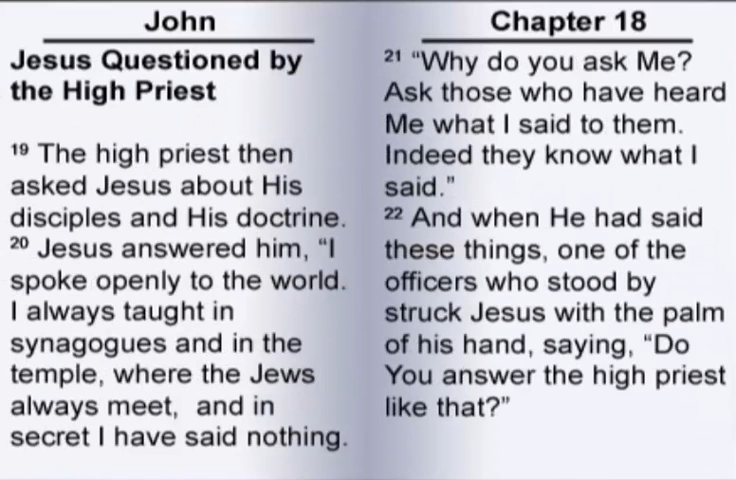 John
Jesus Questioned by
the High Priest
19 The high priest then
asked Jesus about His
disciples and His doctrine.
20 Jesus answered him, “I
spoke openly to the world.
I always taught in
synagogues and in the
temple, where the Jews
always meet,  and in
secret I have said nothing.
Chapter 18
21 “Why do you ask Me?
Ask those who have heard
Me what I said to them.
Indeed they know what I
said.”
22 And when He had said
these things, one of the
officers who stood by
struck Jesus with the palm
of his hand, saying, “Do
You answer the high priest
like that?”